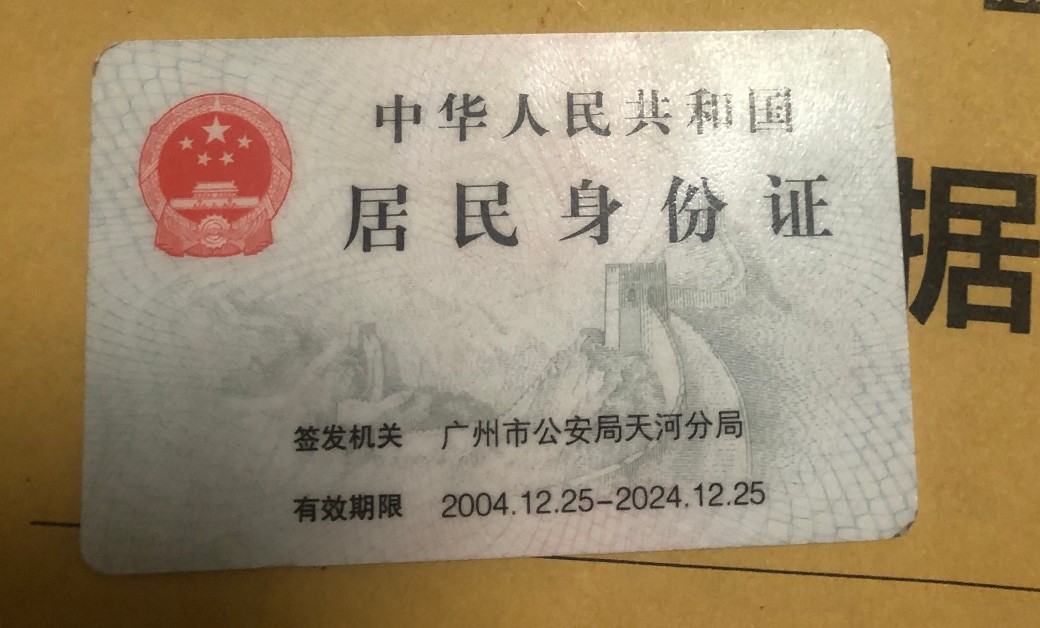 中华人民共和国
居民身份证
签发机关 广州市公安局天河分局
有效期限 2004.12.25-2024.12.25
据